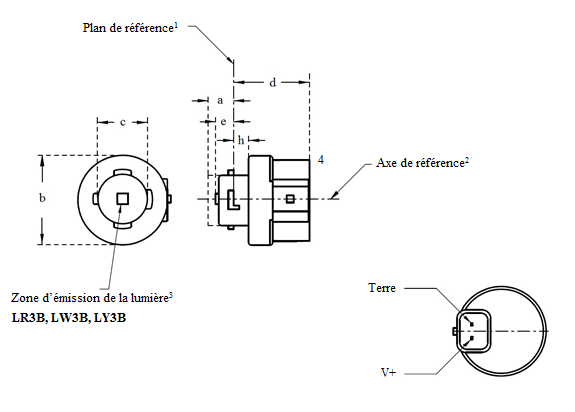 Plan de référence¹
d
a
e
c
h
4
Axe de référence²
b
Zone d'émission de la lumière³
LR3B, LW3B, LY3B
Terre
V+